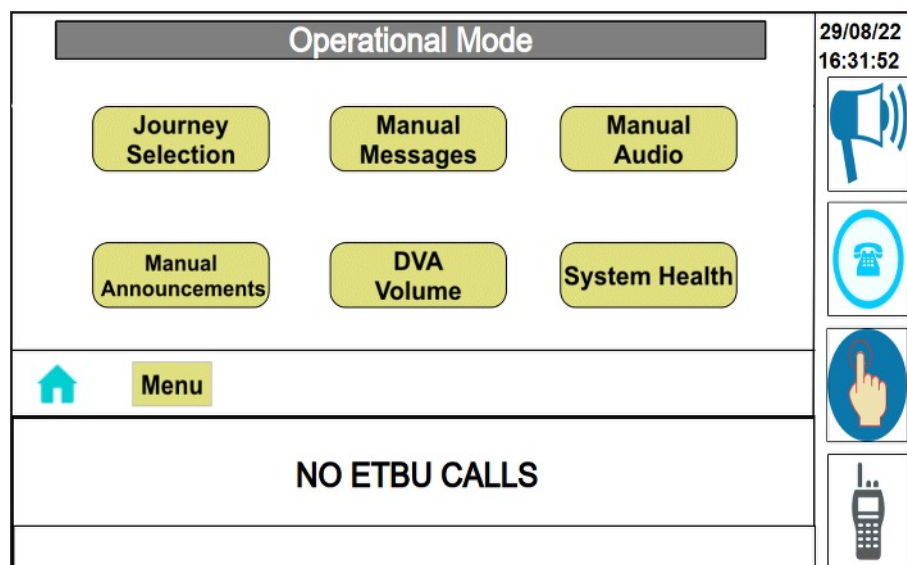 Operational Mode
29/08/22
16:31:52
Journey
Selection
Manual
Messages
Manual
Audio
Manual
Announcements
DVA
Volume
System Health
Menu
NO ETBU CALLS